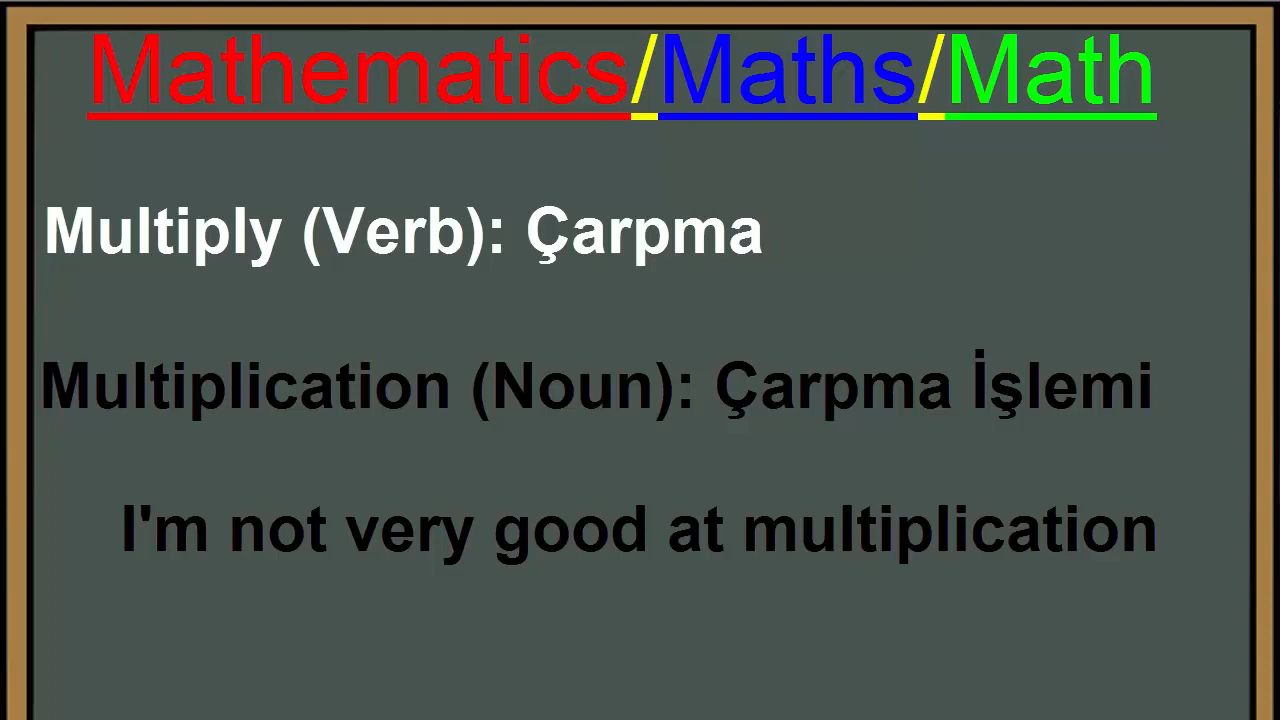 Mathematics/Maths/Math
Multiply (Verb): Çarpma
Multiplication (Noun): Çarpma İşlemi
I'm not very good at multiplication